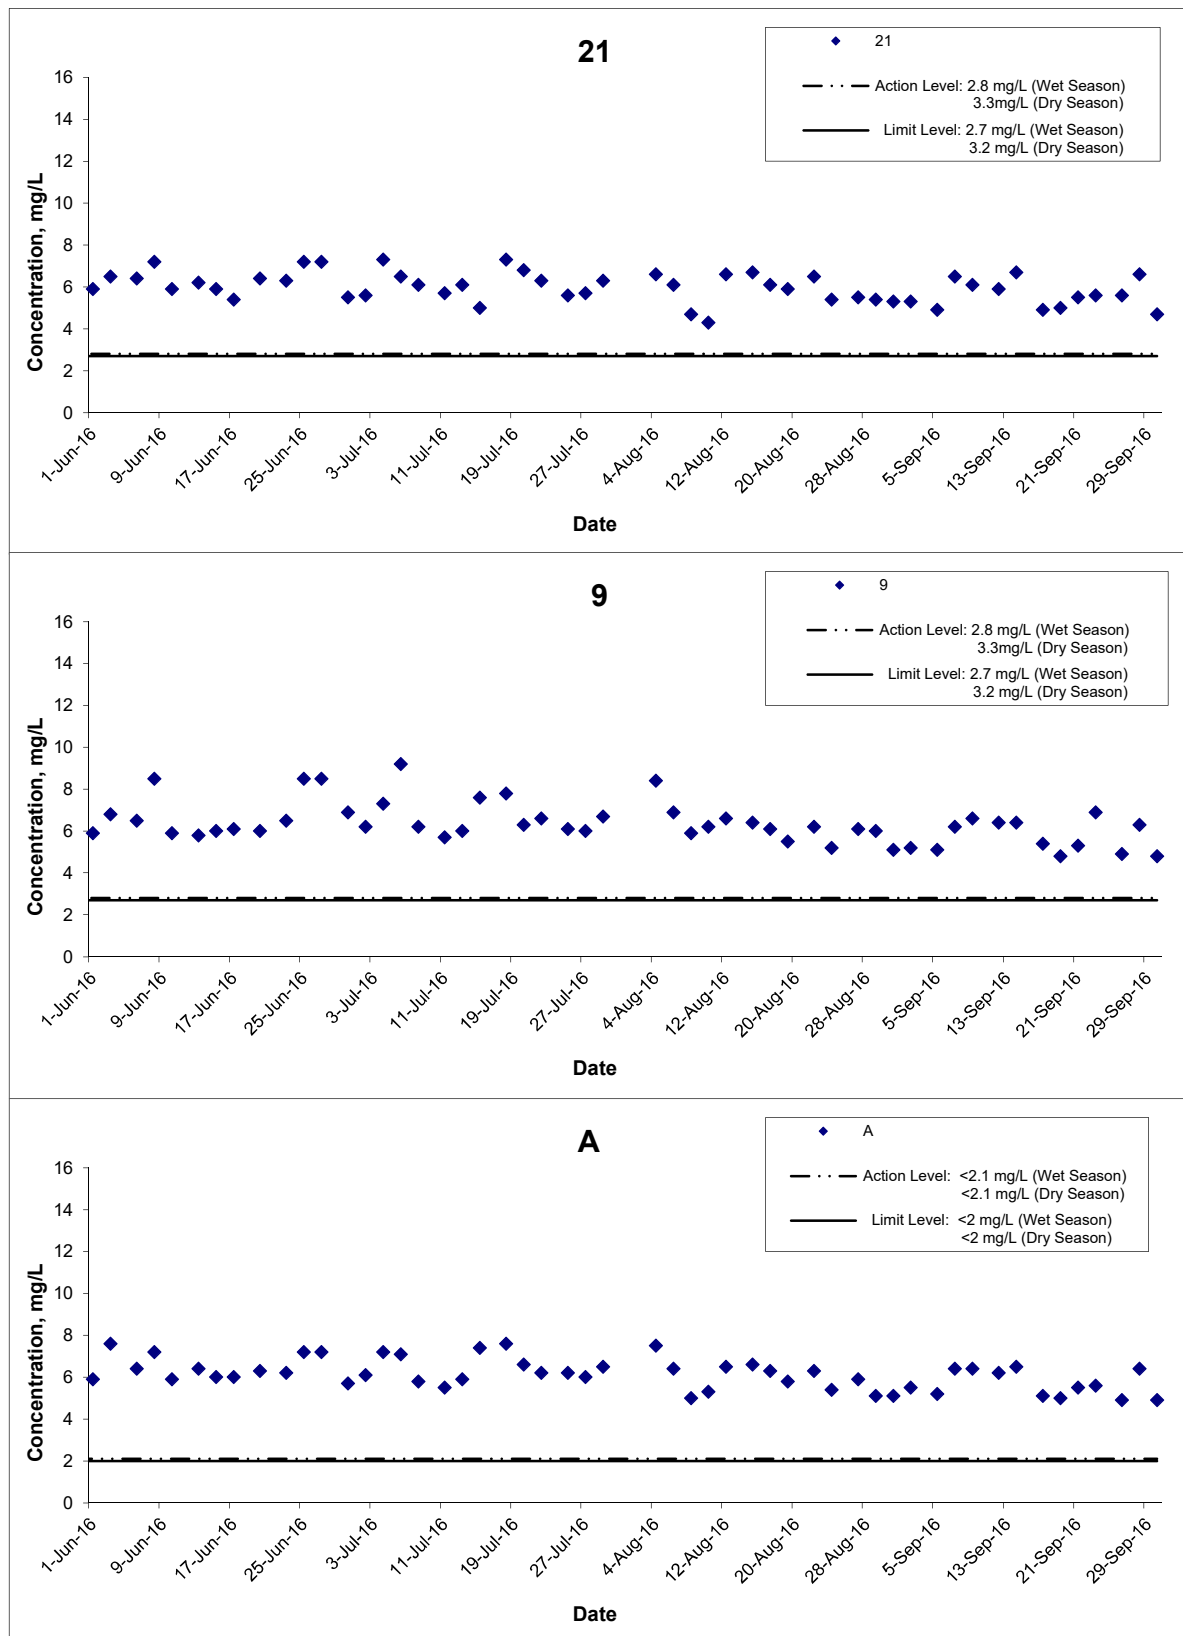 21
21
Action Level: 2.8 mg/L (Wet Season)
3.3mg/L (Dry Season)
Limit Level: 2.7 mg/L (Wet Season)
3.2 mg/L (Dry Season)
Concentration, mg/L
16
14
12
10
8
6
4
2
0
1-Jun-16 9-Jun-16 17-Jun-16 25-Jun-16 3-Jul-16 11-Jul-16 19-Jul-16 27-Jul-16 4-Aug-16 12-Aug-16 20-Aug-16 28-Aug-16 5-Sep-16 13-Sep-16 21-Sep-16 29-Sep-16
Date
9
9
Action Level: 2.8 mg/L (Wet Season)
3.3mg/L (Dry Season)
Limit Level: 2.7 mg/L (Wet Season)
3.2 mg/L (Dry Season)
Concentration, mg/L
16
14
12
10
8
6
4
2
0
1-Jun-16 9-Jun-16 17-Jun-16 25-Jun-16 3-Jul-16 11-Jul-16 19-Jul-16 27-Jul-16 4-Aug-16 12-Aug-16 20-Aug-16 28-Aug-16 5-Sep-16 13-Sep-16 21-Sep-16 29-Sep-16
Date
A
A
Action Level: <2.1 mg/L (Wet Season)
<2.1 mg/L (Dry Season)
Limit Level: <2 mg/L (Wet Season)
<2 mg/L (Dry Season)
Concentration, mg/L
16
14
12
10
8
6
4
2
0
1-Jun-16 9-Jun-16 17-Jun-16 25-Jun-16 3-Jul-16 11-Jul-16 19-Jul-16 27-Jul-16 4-Aug-16 12-Aug-16 20-Aug-16 28-Aug-16 5-Sep-16 13-Sep-16 21-Sep-16 29-Sep-16
Date